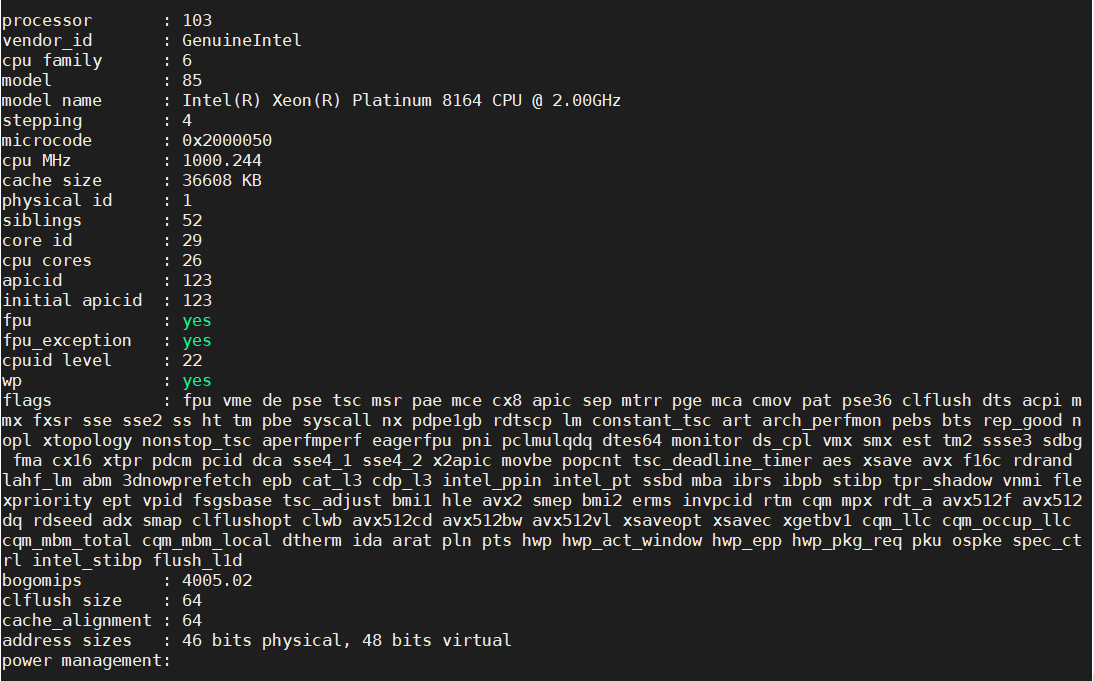 processor : 103
vendor_id : GenuineIntel
cpu family : 6
model : 85
model name : Intel(R) Xeon(R) Platinum 8164 CPU @ 2.00GHz
stepping : 4
microcode : 0x2000050
cpu MHz : 1000.244
cache size : 36608 KB
physical id : 1
siblings : 52
core id : 29
cpu cores : 26
apicid : 123
initial apicid : 123
fpu : yes
fpu_exception : yes
cpuid level : 22
wp : yes
flags : fpu vme de pse tsc msr pae mce cx8 apic sep mtrr pge mca cmov pat pse36 clflush dts acpi m
mx fxsr sse sse2 ss ht tm pbe syscall nx pdpe1gb rdtscp lm constant_tsc art arch_perfmon pebs bts rep_good n
opl xtopology nonstop_tsc aperfmperf eagerfpu pni pclmulqdq dtes64 monitor ds_cpl vmx smx est tm2 ssse3 sdbg
fma cx16 xtpr pdcm pcid dca sse4_1 sse4_2 x2apic movbe popcnt tsc_deadline_timer aes xsave avx f16c rdrand
lahf_lm abm 3dnowprefetch epb cat_l3 cdp_l3 intel_ppin intel_pt ssbd mba ibrs ibpb stibp tpr_shadow vnmi fle
xpriority ept vpid fsgsbase tsc_adjust bmi1 hle avx2 smep bmi2 erms invpcid rtm cqm mpx rdt_a avx512f avx512
dq rdseed adx smap clflushopt clwb avx512cd avx512bw avx512vl xsaveopt xsavec xgetbv1 cqm_llc cqm_occup_llc
cqm_mbm_total cqm_mbm_local dtherm ida arat pln pts hwp hwp_act_window hwp_epp hwp_pkg_req pku ospke spec_ct
rl intel_stibp flush_l1d
bogomips : 4005.02
clflush size : 64
cache_alignment : 64
address sizes : 46 bits physical, 48 bits virtual
power management: